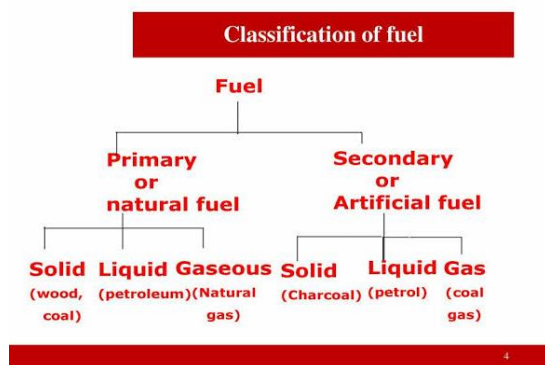 Classification of fuel
Fuel
Primary
or
natural fuel
Secondary
or
Artificial fuel
Solid
(wood,
coal)
Liquid
(petroleum)
Gaseous
(Natural
gas)
Solid
(Charcoal)
Liquid
(petrol)
Gas
(coal
gas)
4